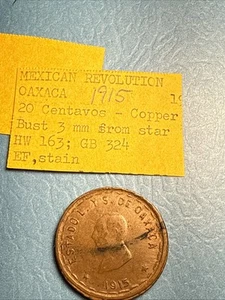 MEXICAN REVOLUTION
OAXACA 1915 19
20 Centavos - Copper
Bust 3 mm from star
HW 163; GB 324
EF, stain
ESTADO L. Y S. DE OAXACA
1915